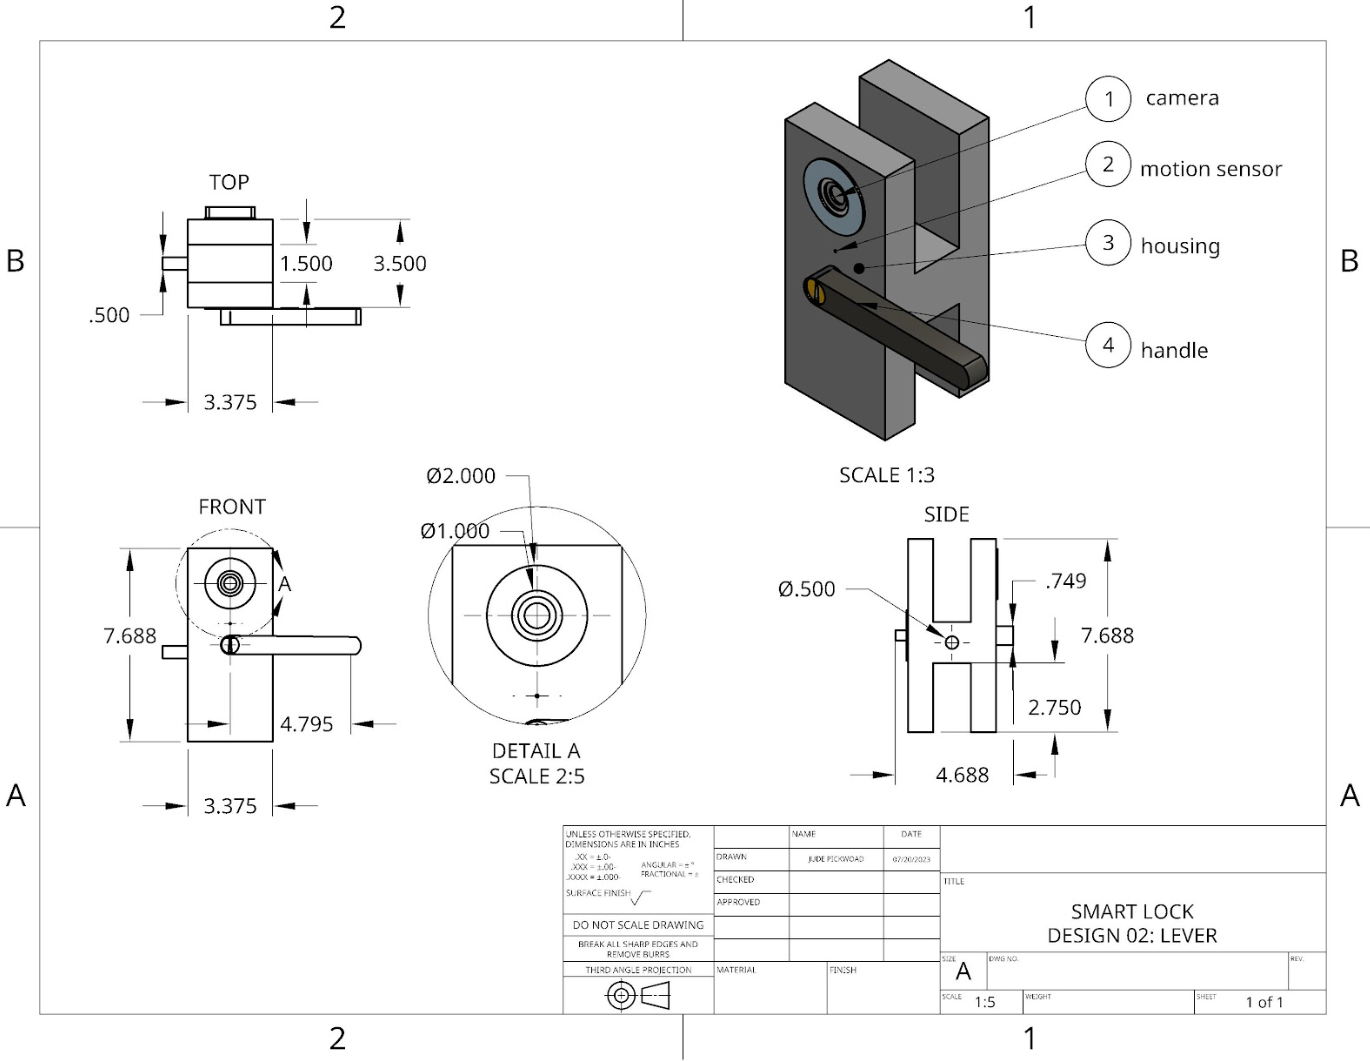 2
1
B
B
A
A
2
1
TOP
.500
1.500
3.500
3.375
1
camera
2
motion sensor
3
housing
4
handle
SCALE 1:3
FRONT
A
7.688
4.795
3.375
Ø2.000
Ø1.000
DETAIL A
SCALE 2:5
SIDE
Ø.500
.749
7.688
2.750
4.688
UNLESS OTHERWISE SPECIFIED,
DIMENSIONS ARE IN INCHES
.XX = ±.0-
.XXX = ±.00-
.XXXX = ±.000-
ANGULAR = ± °
FRACTIONAL = ±
SURFACE FINISH
DO NOT SCALE DRAWING
BREAK ALL SHARP EDGES AND
REMOVE BURRS
THIRD ANGLE PROJECTION
NAME
DATE
DRAWN
JUDE PICKWOAD
07/20/2023
CHECKED
APPROVED
MATERIAL
FINISH
TITLE
SMART LOCK
DESIGN 02: LEVER
SIZE
A
DWG NO.
REV.
SCALE
1:5
WEIGHT
SHEET
1 of 1